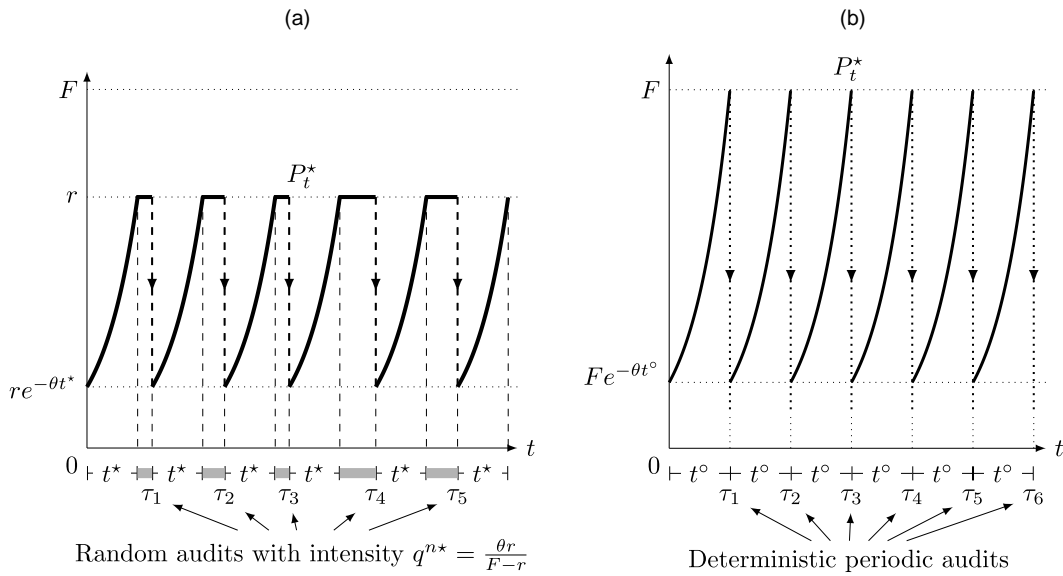 (a)
F
P_t^⋆
r
re^{−θt^⋆}
t
0
t^⋆ t^⋆ t^⋆ t^⋆ t^⋆ t^⋆
τ_1 τ_2 τ_3 τ_4 τ_5
Random audits with intensity q^{n⋆} = \frac{θr}{F−r}
(b)
P_t^⋆
F
Fe^{−θt^∘}
t
0
t^∘ t^∘ t^∘ t^∘ t^∘ t^∘
τ_1 τ_2 τ_3 τ_4 τ_5 τ_6
Deterministic periodic audits